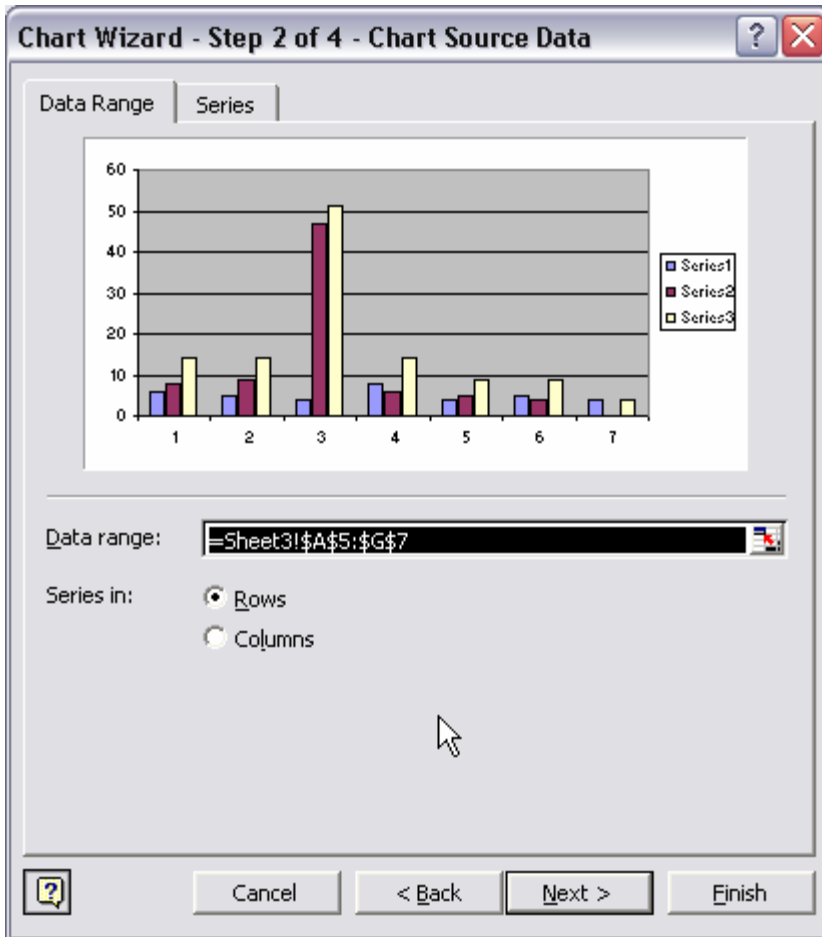 Chart Wizard - Step 2 of 4 - Chart Source Data ?
Data Range Series
60
50
40
30
20
10
0
1 2 3 4 5 6 7
Series1
Series2
Series3
Data range: =Sheet3!$A$5:$G$7
Series in: Rows
Columns
? Cancel < Back Next > Finish